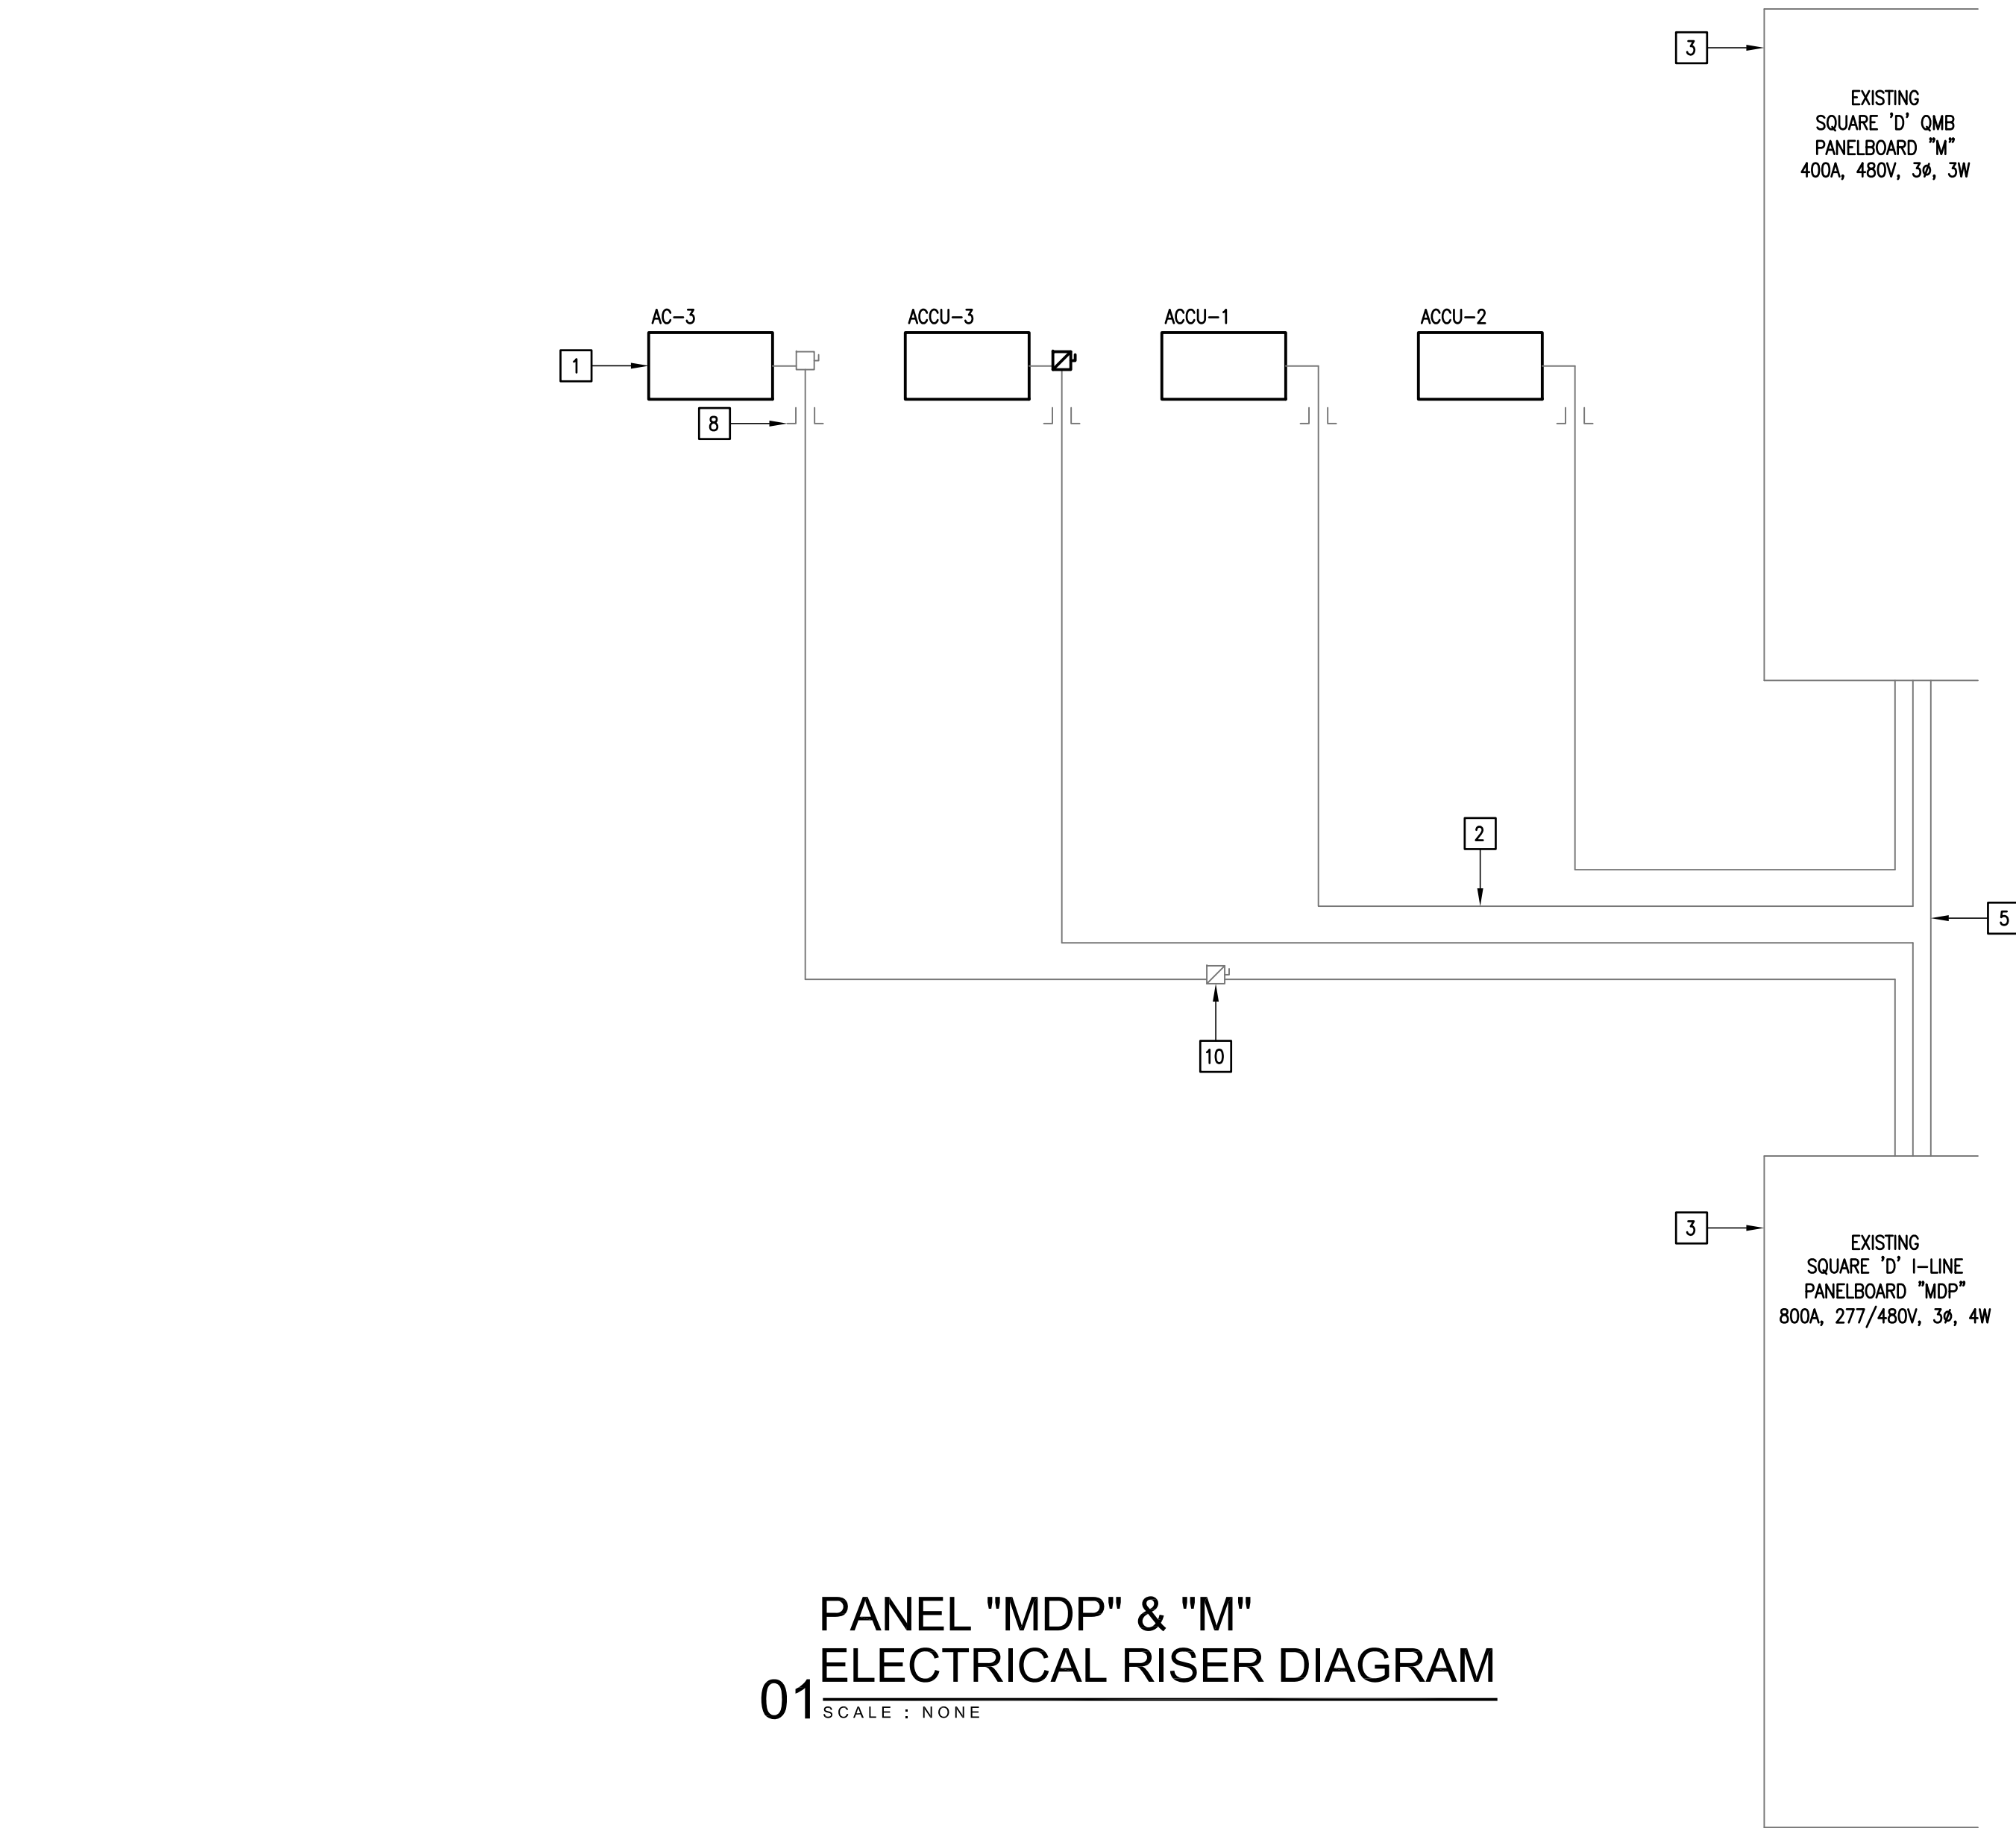 3
EXISTING
SQUARE 'D' QMB
PANELBOARD "M"
400A, 480V, 3ø, 3W
AC-3
ACCU-3
ACCU-1
ACCU-2
1
8
2
5
10
3
EXISTING
SQUARE 'D' I-LINE
PANELBOARD "MDP"
800A, 277/480V, 3ø, 4W
PANEL "MDP" & "M"
ELECTRICAL RISER DIAGRAM
01
SCALE : NONE